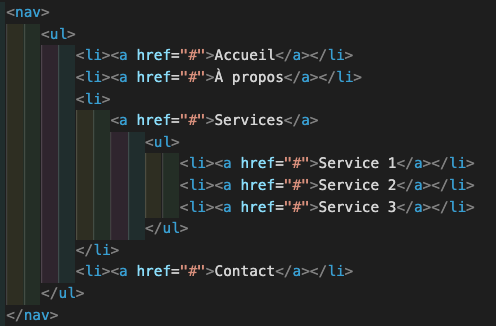 <nav>
    <ul>
        <li><a href="#">Accueil</a></li>
        <li><a href="#">À propos</a></li>
        <li>
            <a href="#">Services</a>
                <ul>
                    <li><a href="#">Service 1</a></li>
                    <li><a href="#">Service 2</a></li>
                    <li><a href="#">Service 3</a></li>
                </ul>
        </li>
        <li><a href="#">Contact</a></li>
    </ul>
</nav>